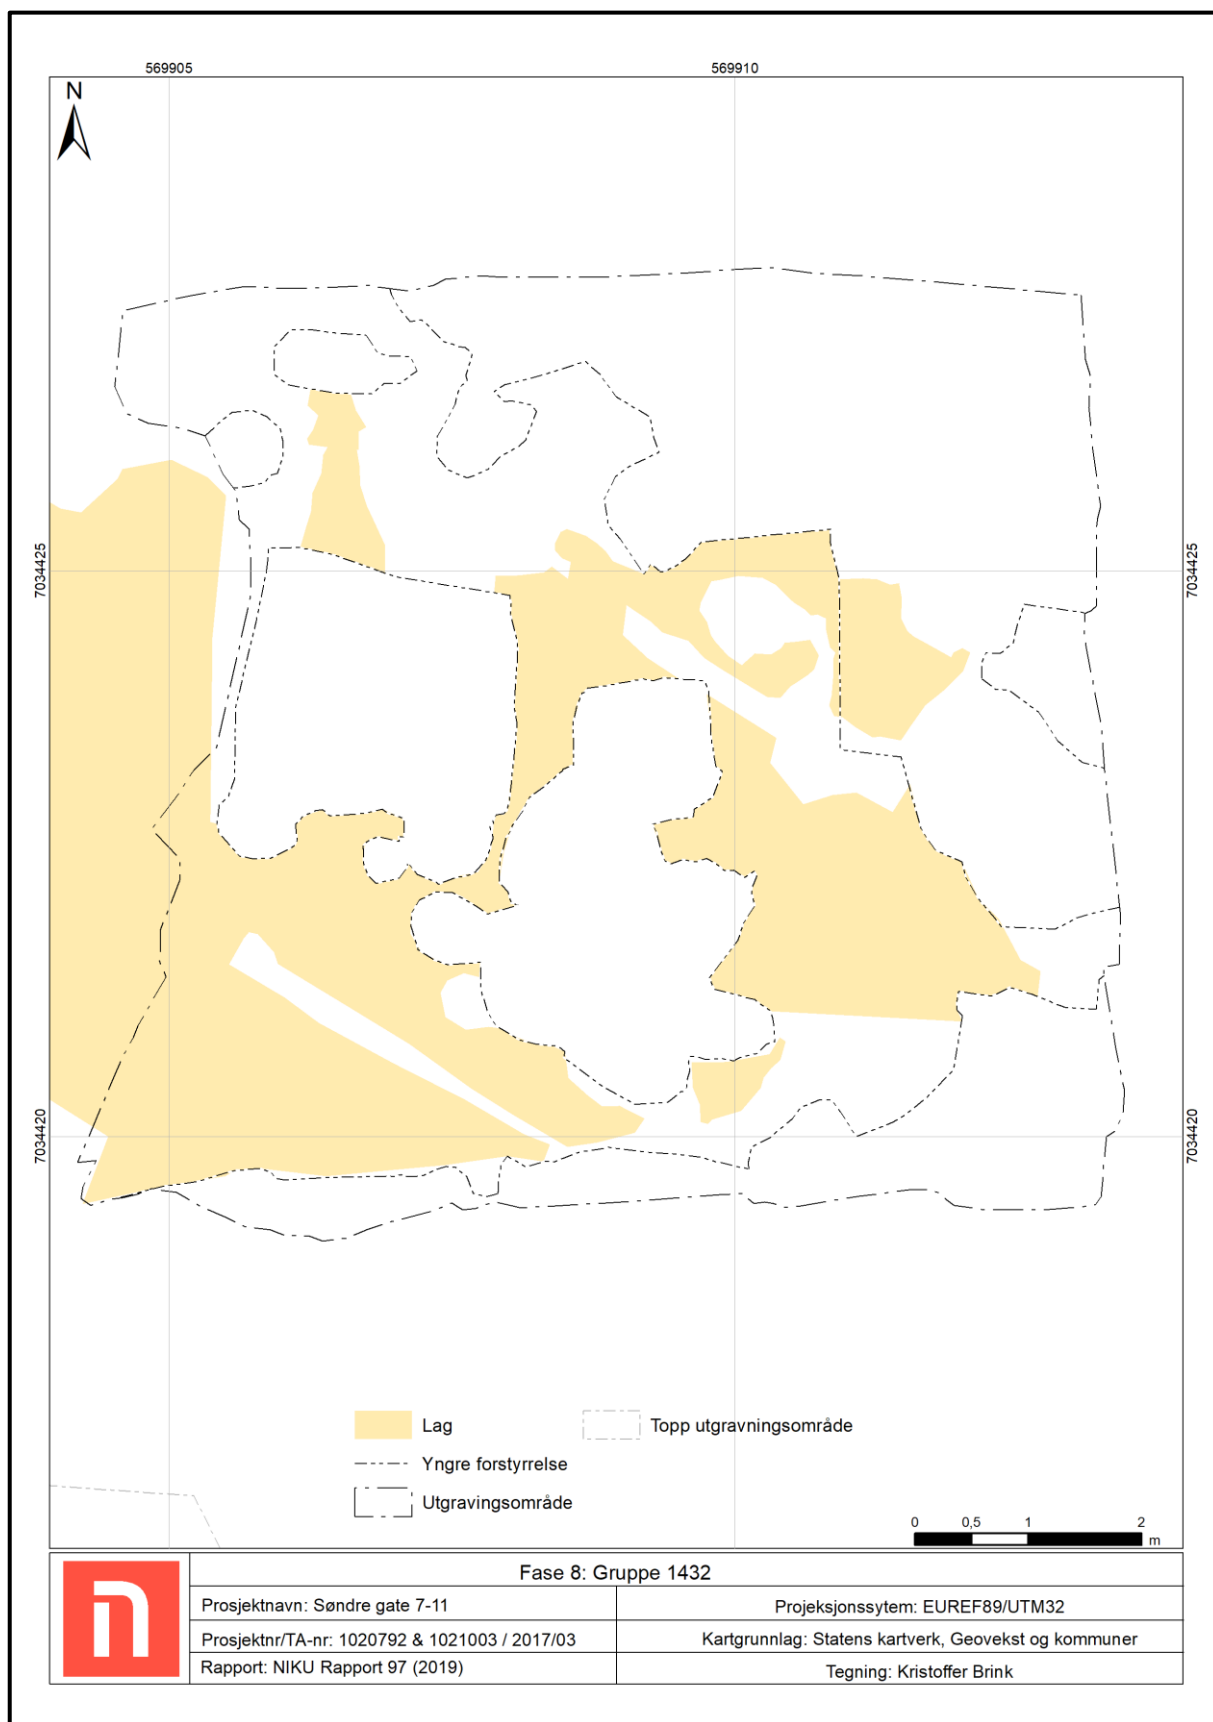 569905
569910
N
7034425
7034425
7034420
7034420
Lag
Topp utgravningsområde
Yngre forstyrrelse
Utgravingsområde
0 0,5 1 2
m
Fase 8: Gruppe 1432
Prosjektnavn: Søndre gate 7-11
Projeksjonssytem: EUREF89/UTM32
Prosjektnr/TA-nr: 1020792 & 1021003 / 2017/03
Kartgrunnlag: Statens kartverk, Geovekst og kommuner
Rapport: NIKU Rapport 97 (2019)
Tegning: Kristoffer Brink